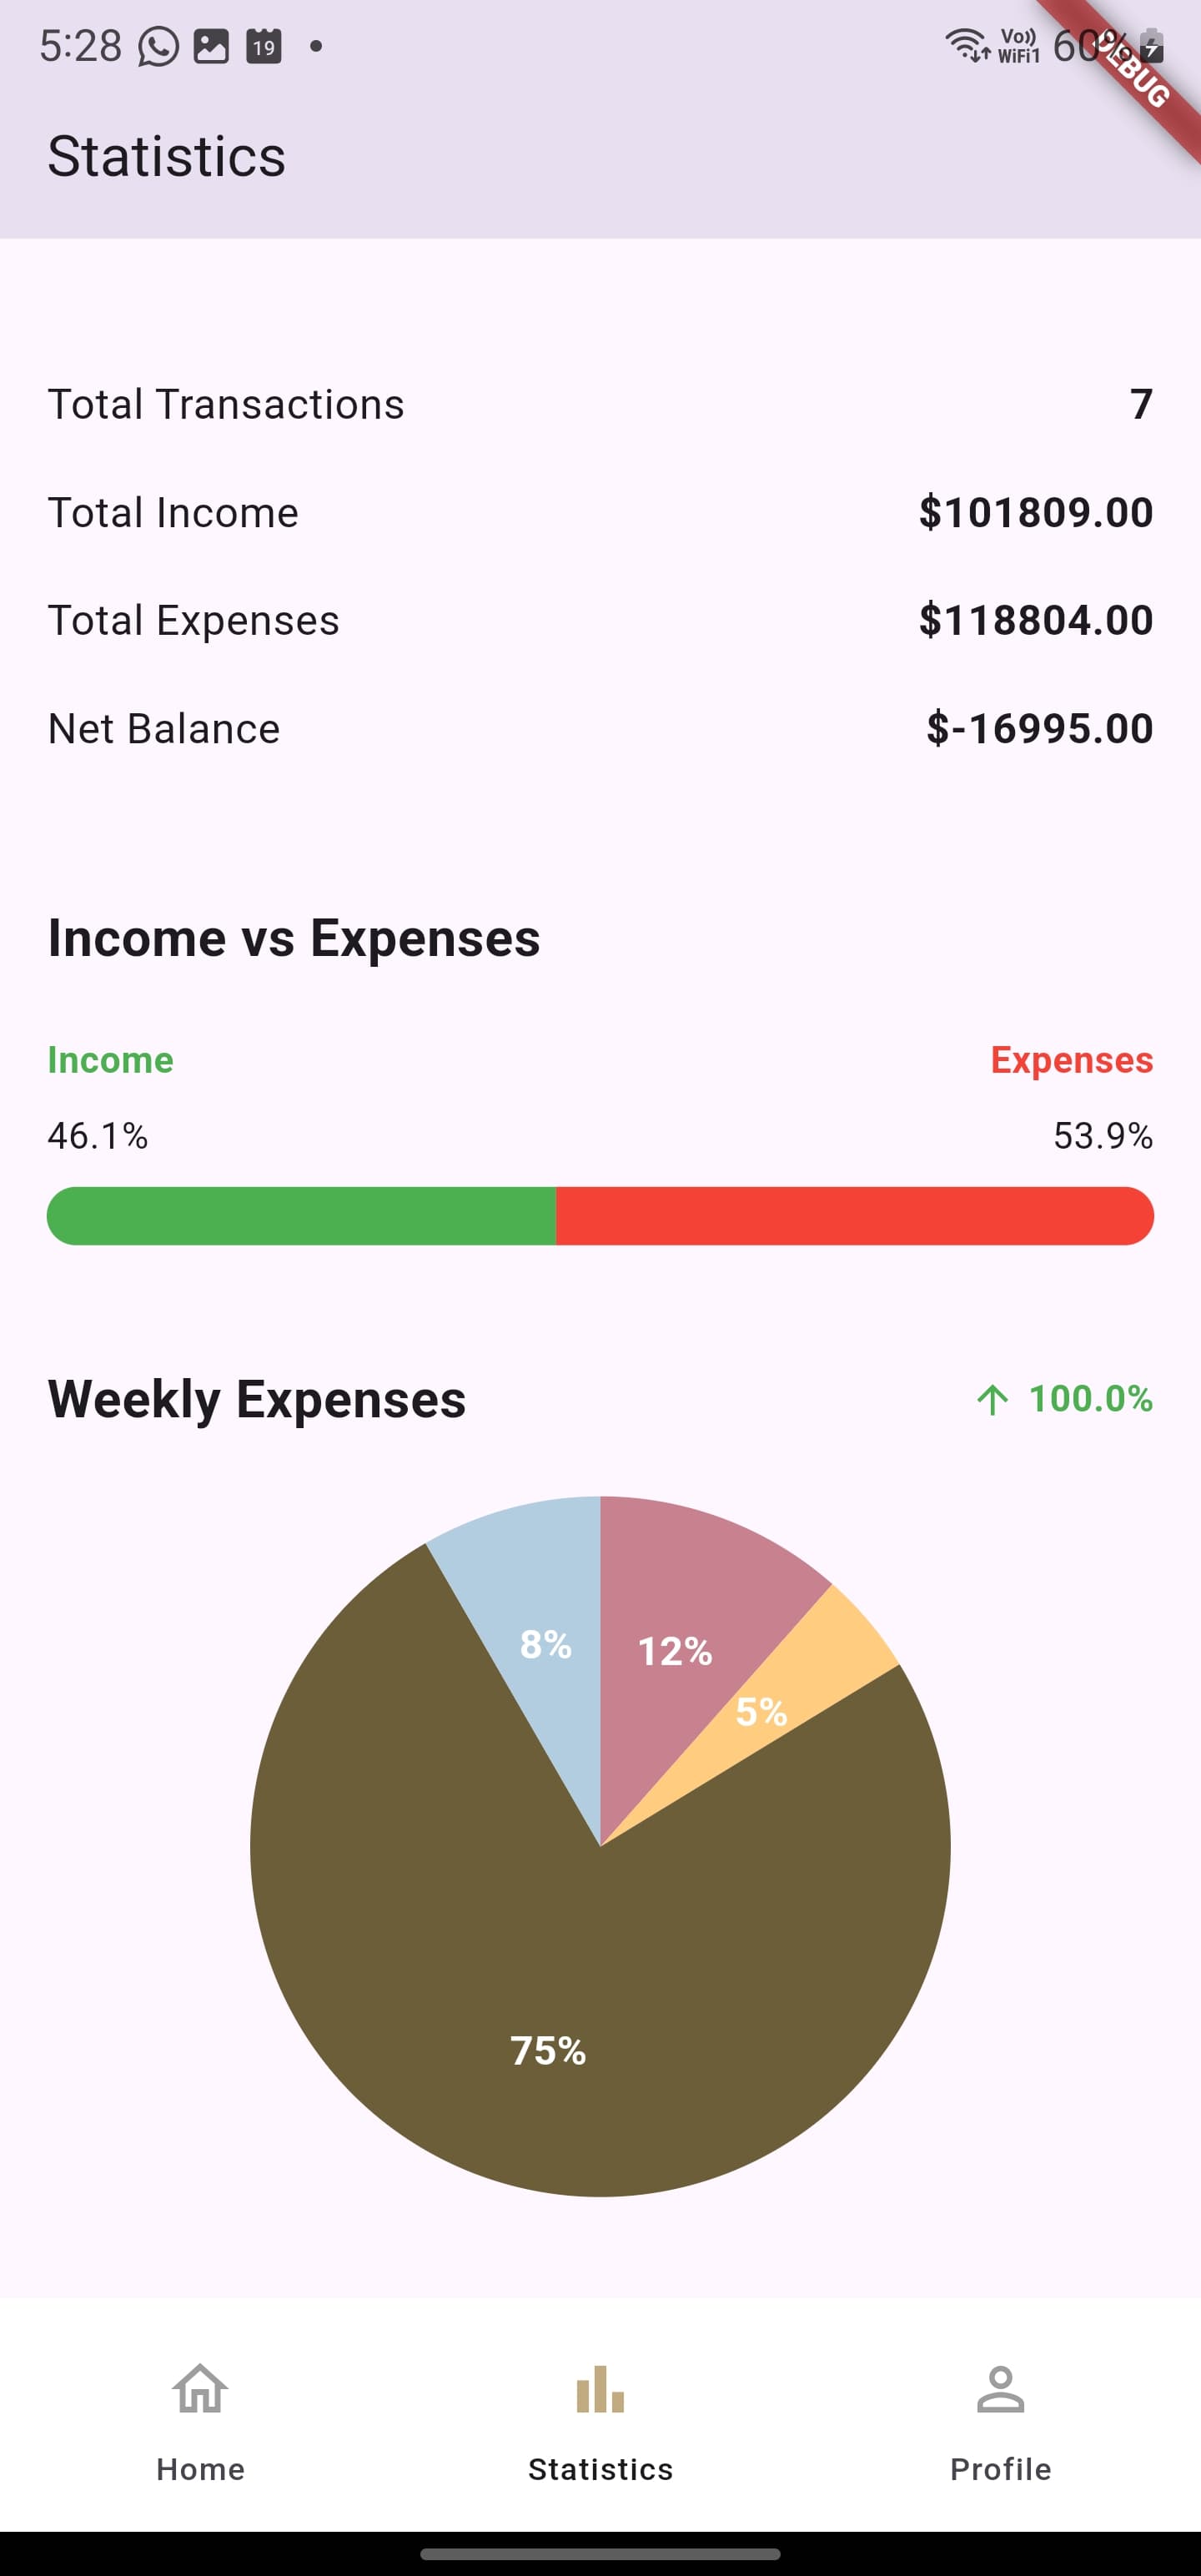 5:28 19 Vo)) WiFi1 60%
DEBUG
Statistics
Total Transactions 7
Total Income $101809.00
Total Expenses $118804.00
Net Balance $-16995.00
Income vs Expenses
Income Expenses
46.1% 53.9%
Weekly Expenses 100.0%
8% 12%
5%
75%
Home Statistics Profile